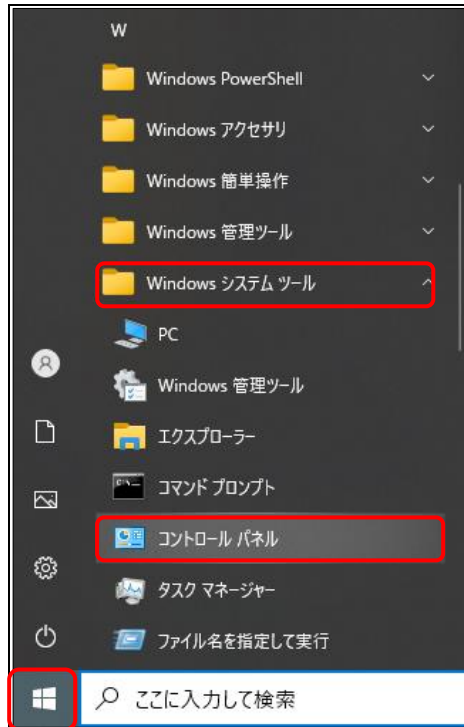 W
Windows PowerShell
Windows アクセサリ
Windows 簡単操作
Windows 管理ツール
Windows システム ツール
PC
Windows 管理ツール
エクスプローラー
コマンド プロンプト
コントロール パネル
タスク マネージャー
ファイル名を指定して実行
ここに入力して検索